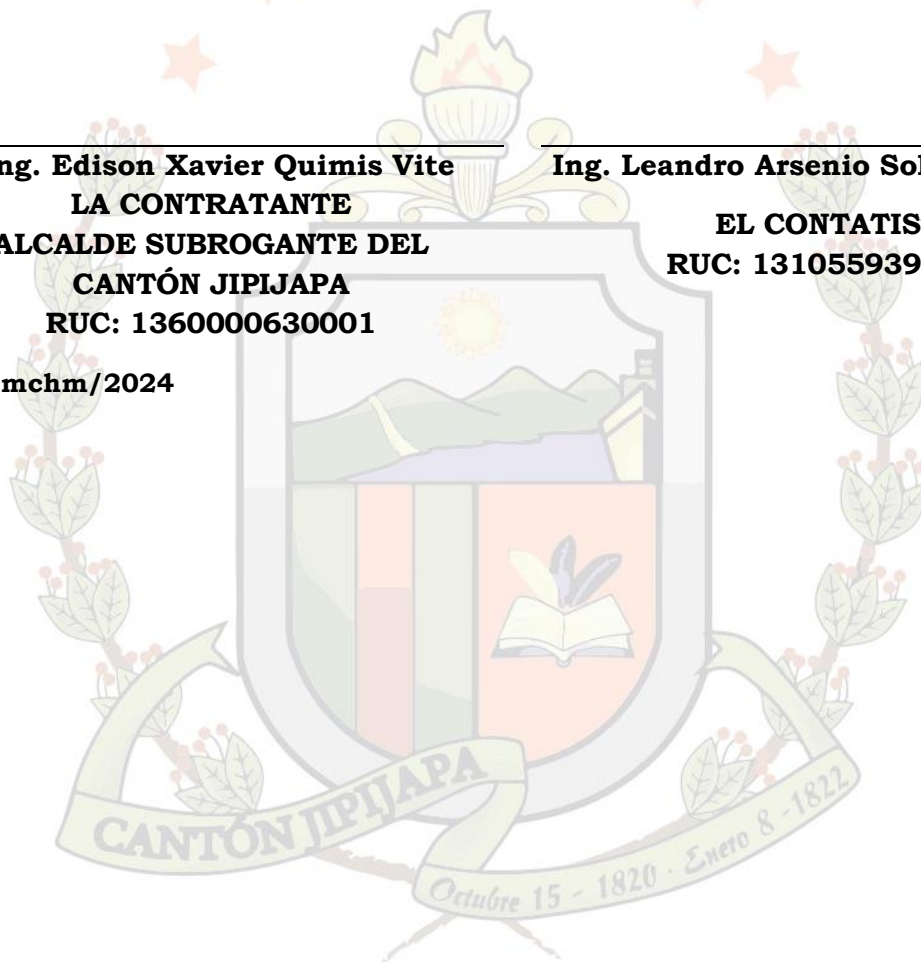 ng. Edison Xavier Quimis Vite
LA CONTRATANTE
ALCALDE SUBROGANTE DEL
CANTÓN JIPIJAPA
RUC: 1360000630001
Ing. Leandro Arsenio
EL CONTATIS
RUC: 131055939
mchm/2024
CANTÓN JIPIJAPA
Octubre 15 - 1820 . Enero 8 - 1822